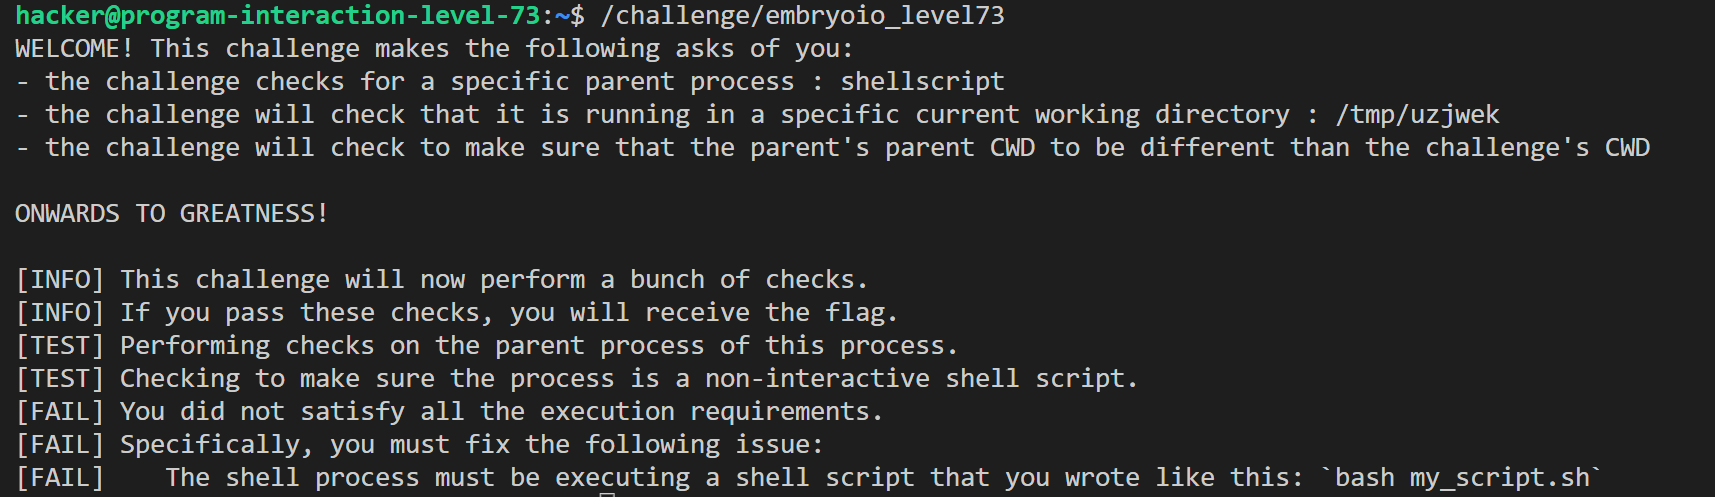 hacker@program-interaction-level-73:~$ /challenge/embryoio_level73
WELCOME! This challenge makes the following asks of you:
- the challenge checks for a specific parent process : shellscript
- the challenge will check that it is running in a specific current working directory : /tmp/uzjwek
- the challenge will check to make sure that the parent's parent CWD to be different than the challenge's CWD
ONWARDS TO GREATNESS!
[INFO] This challenge will now perform a bunch of checks.
[INFO] If you pass these checks, you will receive the flag.
[TEST] Performing checks on the parent process of this process.
[TEST] Checking to make sure the process is a non-interactive shell script.
[FAIL] You did not satisfy all the execution requirements.
[FAIL] Specifically, you must fix the following issue:
[FAIL]    The shell process must be executing a shell script that you wrote like this: `bash my_script.sh`